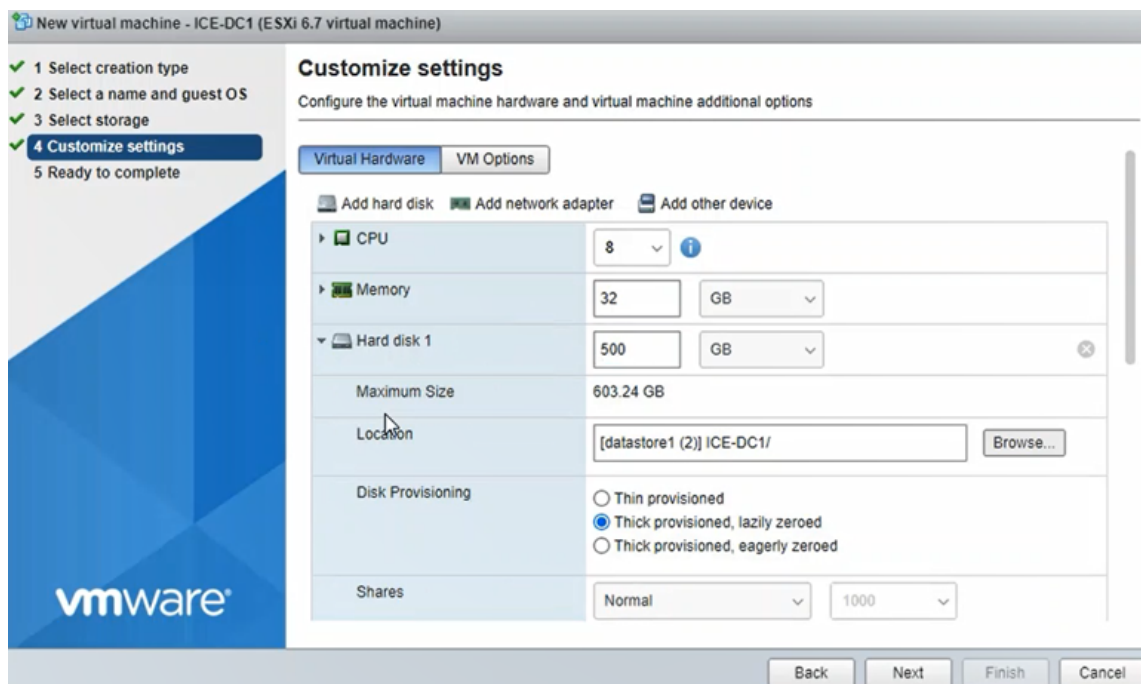 New virtual machine - ICE-DC1 (ESXi 6.7 virtual machine)
1 Select creation type
2 Select a name and guest OS
3 Select storage
4 Customize settings
5 Ready to complete
vmware®
Customize settings
Configure the virtual machine hardware and virtual machine additional options
Virtual Hardware VM Options
Add hard disk Add network adapter Add other device
CPU 8
Memory 32 GB
Hard disk 1 500 GB
Maximum Size 603.24 GB
Location [datastore1 (2)] ICE-DC1/ Browse...
Disk Provisioning Thin provisioned
Thick provisioned, lazily zeroed
Thick provisioned, eagerly zeroed
Shares Normal 1000
Back Next Finish Cancel